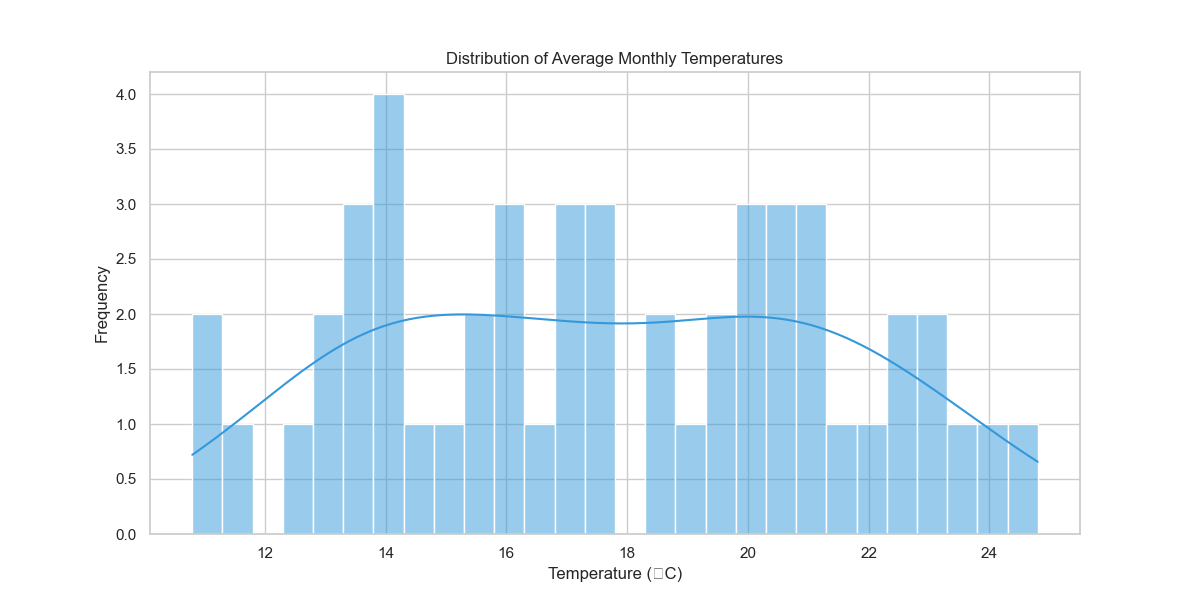 Distribution of Average Monthly Temperatures
Frequency
4.0
3.5
3.0
2.5
2.0
1.5
1.0
0.5
0.0
12 14 16 18 20 22 24
Temperature (□C)